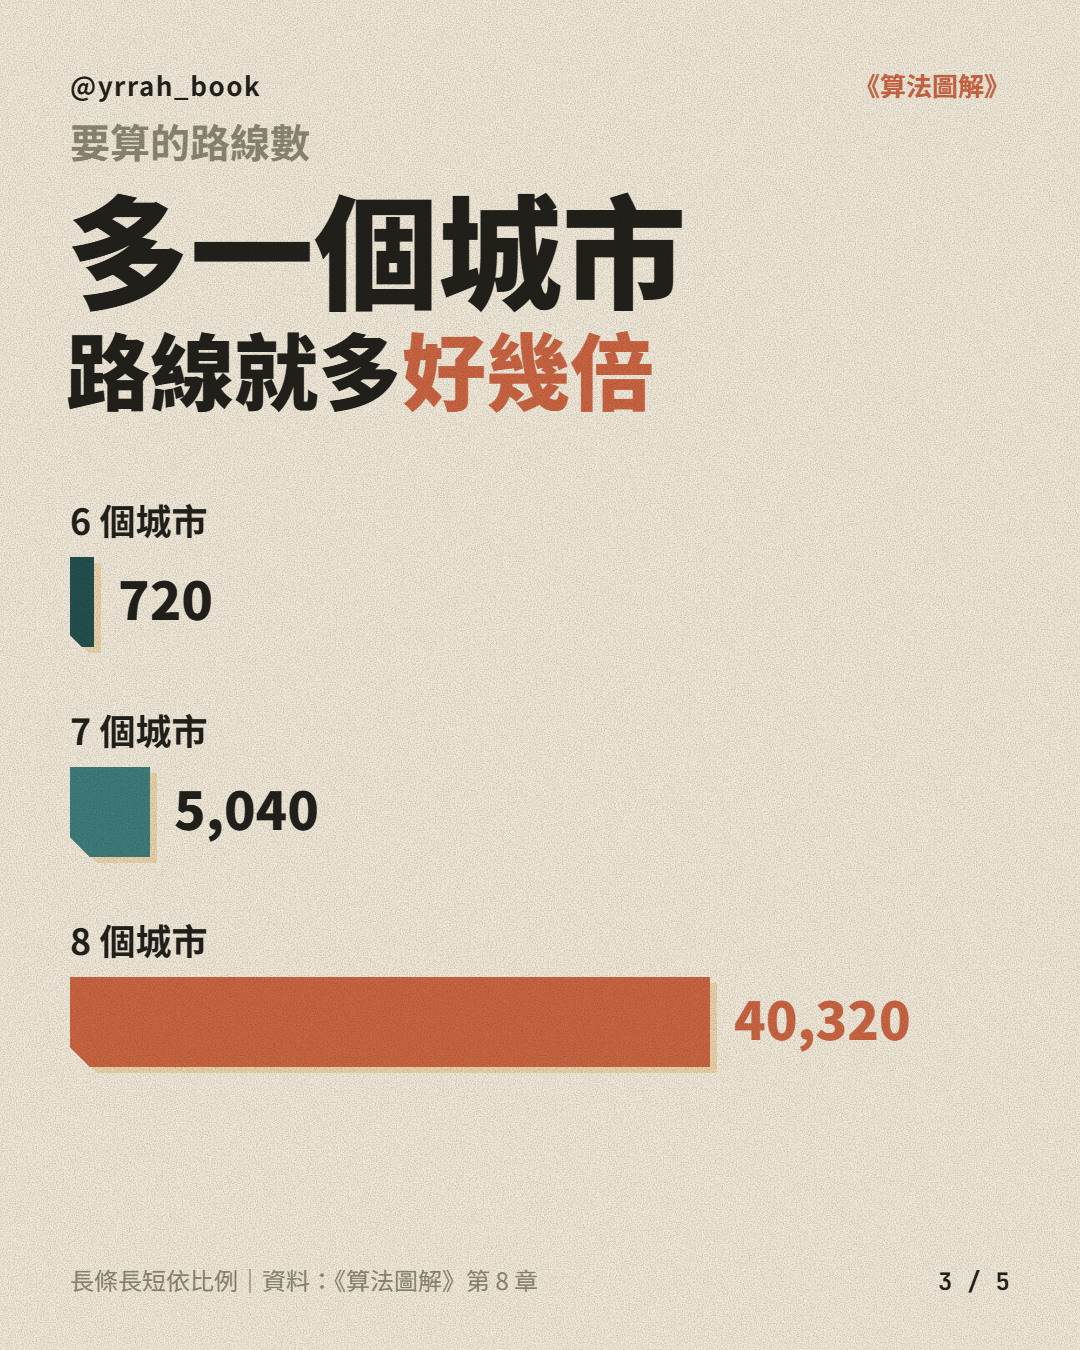 @yrrah_book
《算法圖解》
要算的路線數
多一個城市
路線就多好幾倍
6 個城市
720
7 個城市
5,040
8 個城市
40,320
長條長短依比例｜資料：《算法圖解》第 8 章
3 / 5